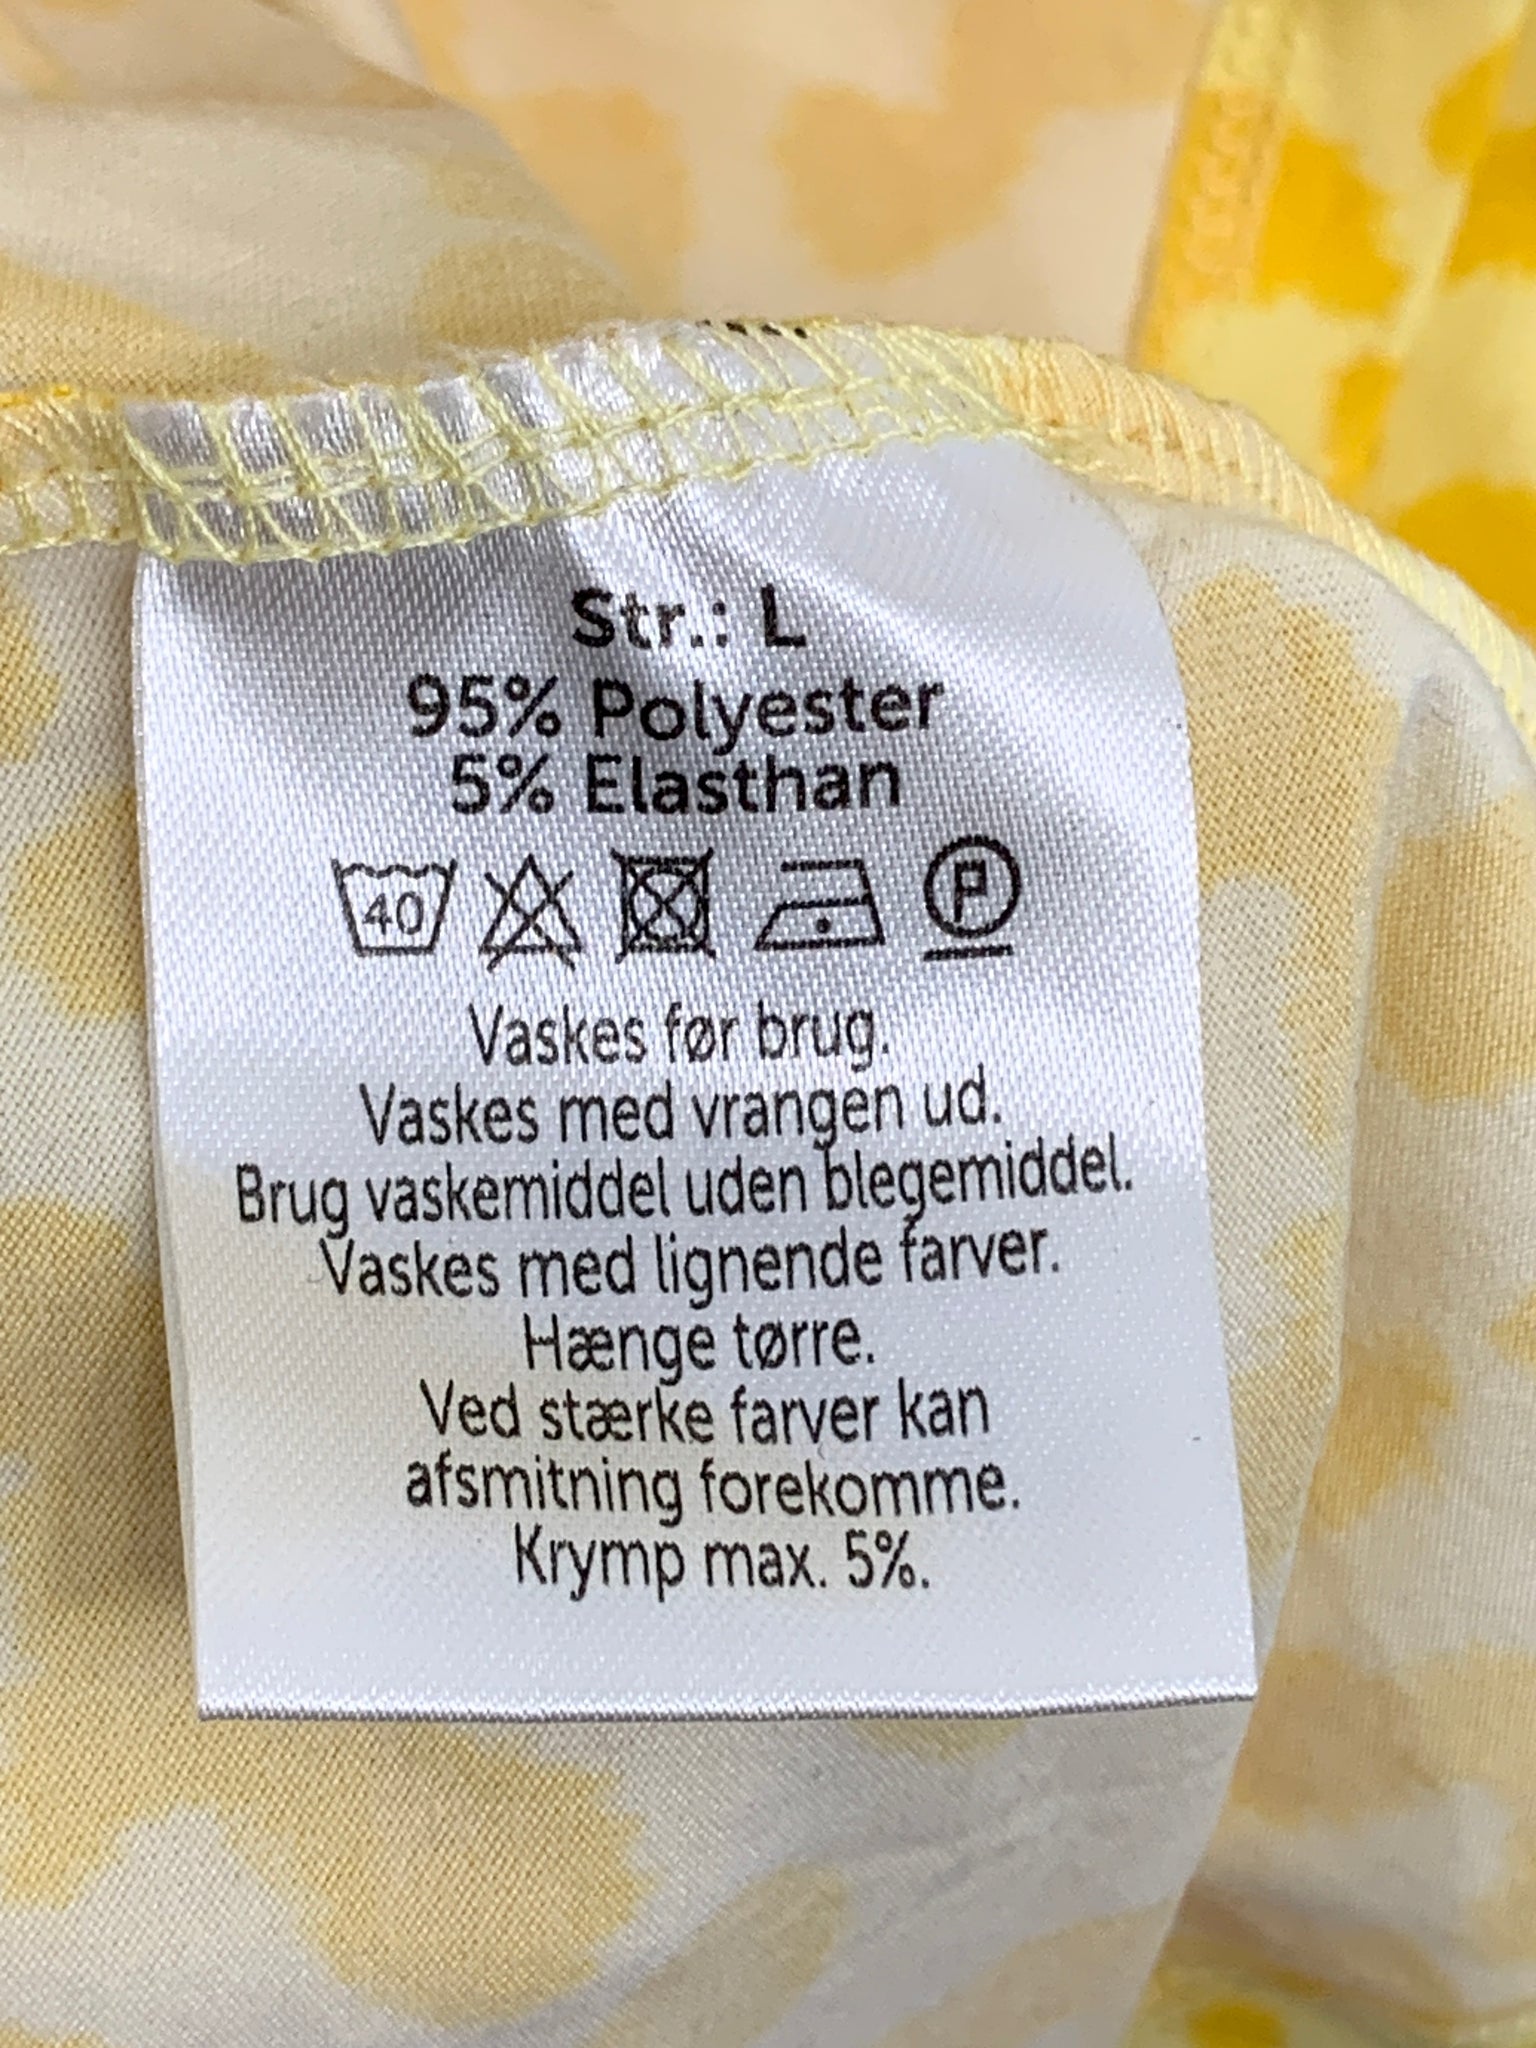 Str.: L
95% Polyester
5% Elasthan
40 P
Vaskes før brug.
Vaskes med vrangen ud.
Brug vaskemiddel uden blegemiddel.
Vaskes med lignende farver.
Hænge tørre.
Ved stærke farver kan
afsmitning forekomme.
Krymp max. 5%.